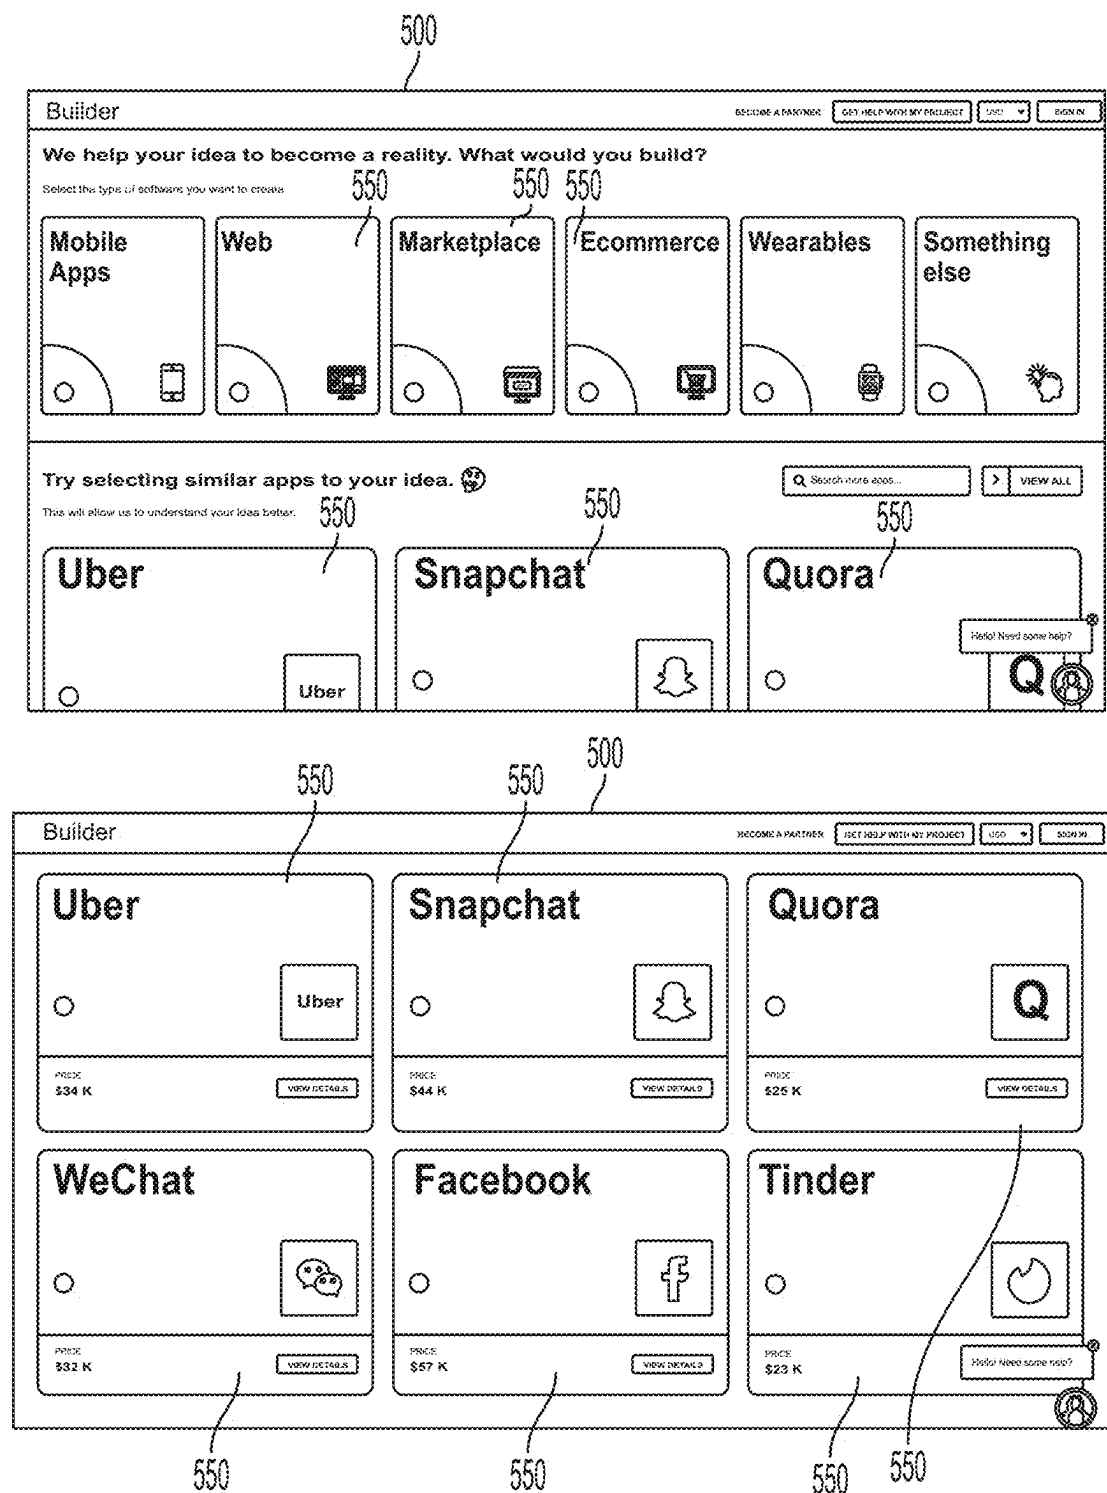 500
Builder
BECOME A PARTNER GET HELP WITH MY PROJECT USD SIGN IN
We help your idea to become a reality. What would you build?
Select the type of software you want to create
550 550 550
Mobile Apps
Web
Marketplace
Ecommerce
Wearables
Something else
Try selecting similar apps to your idea.
Search more apps...
VIEW ALL
This will allow us to understand your idea better.
550 550 550
Uber
Snapchat
Quora
Hello! Need some help?
Uber
Q
550 550 500
Builder
BECOME A PARTNER GET HELP WITH MY PROJECT USD SIGN IN
Uber
Snapchat
Quora
Uber
Q
PRICE
$34 K
VIEW DETAILS
PRICE
$44 K
VIEW DETAILS
PRICE
$25 K
VIEW DETAILS
WeChat
Facebook
Tinder
f
PRICE
$32 K
VIEW DETAILS
PRICE
$57 K
VIEW DETAILS
PRICE
$23 K
Hello! Need some help?
550 550 550 550